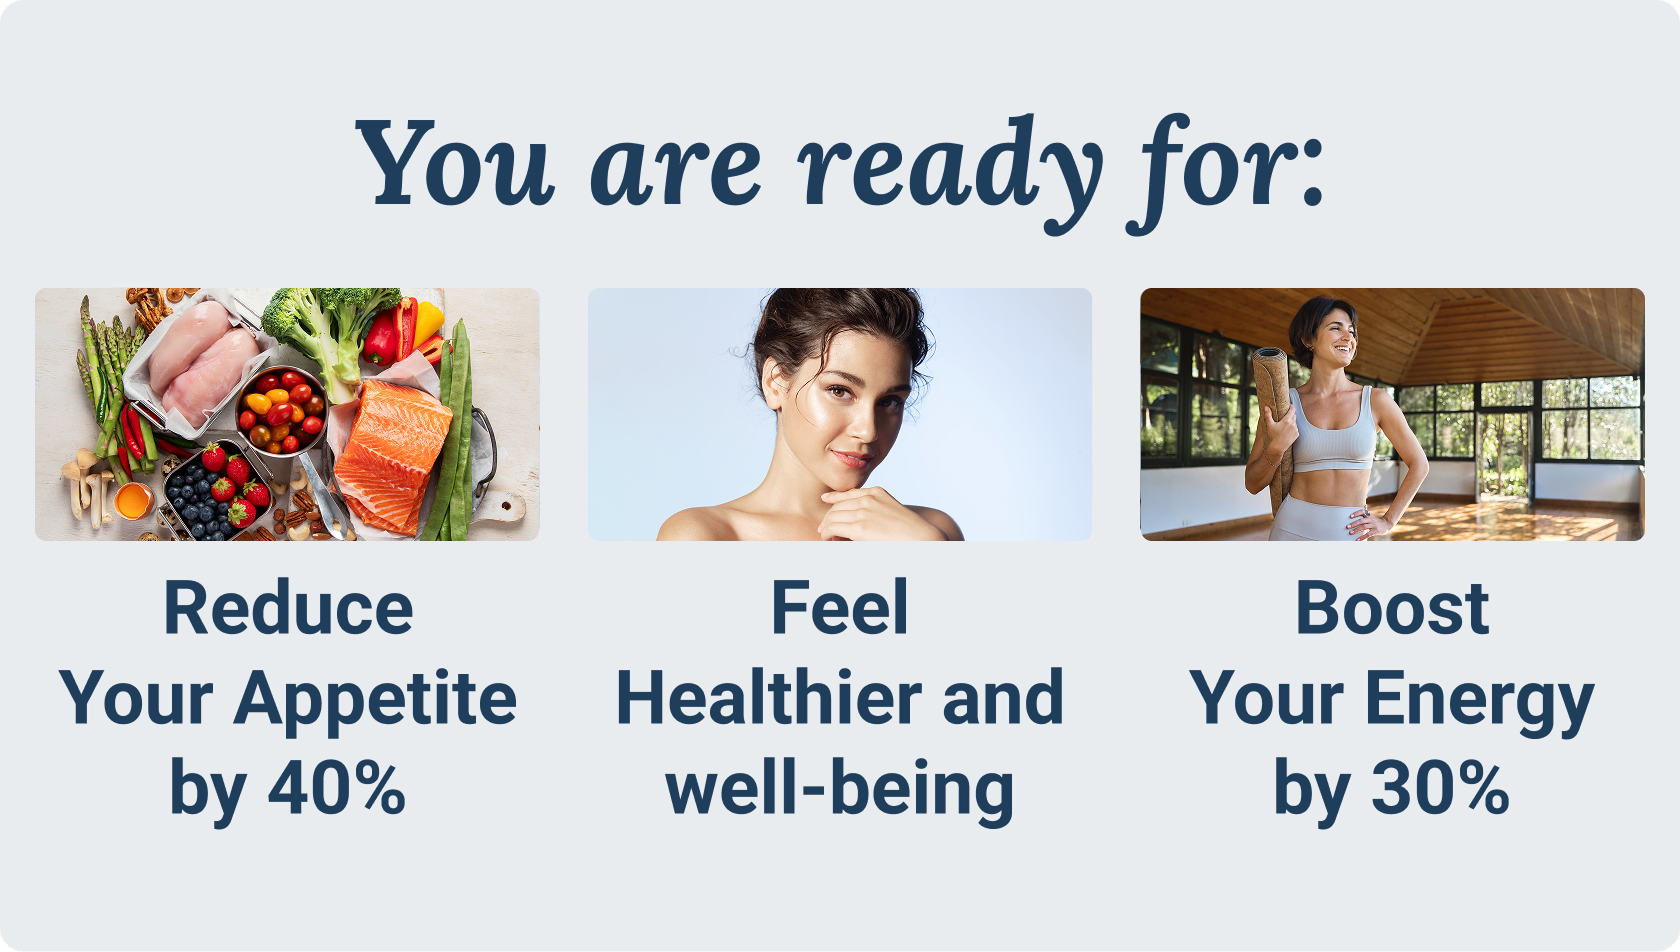 You are ready for:
Reduce
Your Appetite
by 40%
Feel
Healthier and
well-being
Boost
Your Energy
by 30%